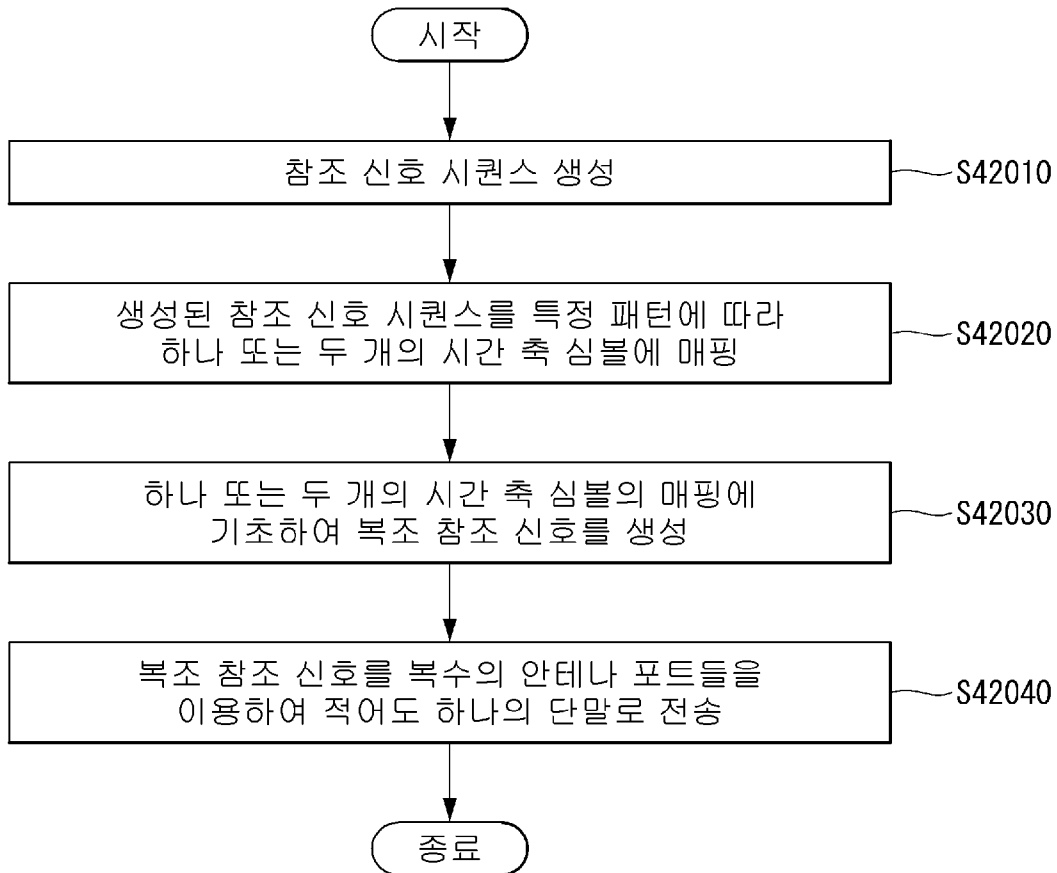 시작
참조 신호 시퀀스 생성
S42010
생성된 참조 신호 시퀀스를 특정 패턴에 따라
하나 또는 두 개의 시간 축 심볼에 매핑
S42020
하나 또는 두 개의 시간 축 심볼의 매핑에
기초하여 복조 참조 신호를 생성
S42030
복조 참조 신호를 복수의 안테나 포트들을
이용하여 적어도 하나의 단말로 전송
S42040
종료